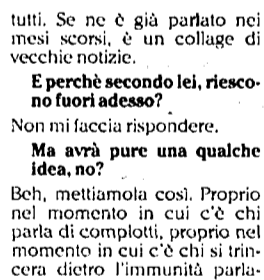 tutti. Se ne è già parlato nei
mesi scorsi, è un collage di
vecchie notizie.
E perchè secondo lei, riesco-
no fuori adesso?
Non mi faccia rispondere.
Ma avrà pure una qualche
idea, no?
Beh, mettiamola così. Proprio
nel momento in cui c'è chi
parla di complotti, proprio nel
momento in cui c'è chi si trin-
cera dietro l'immunità parla-